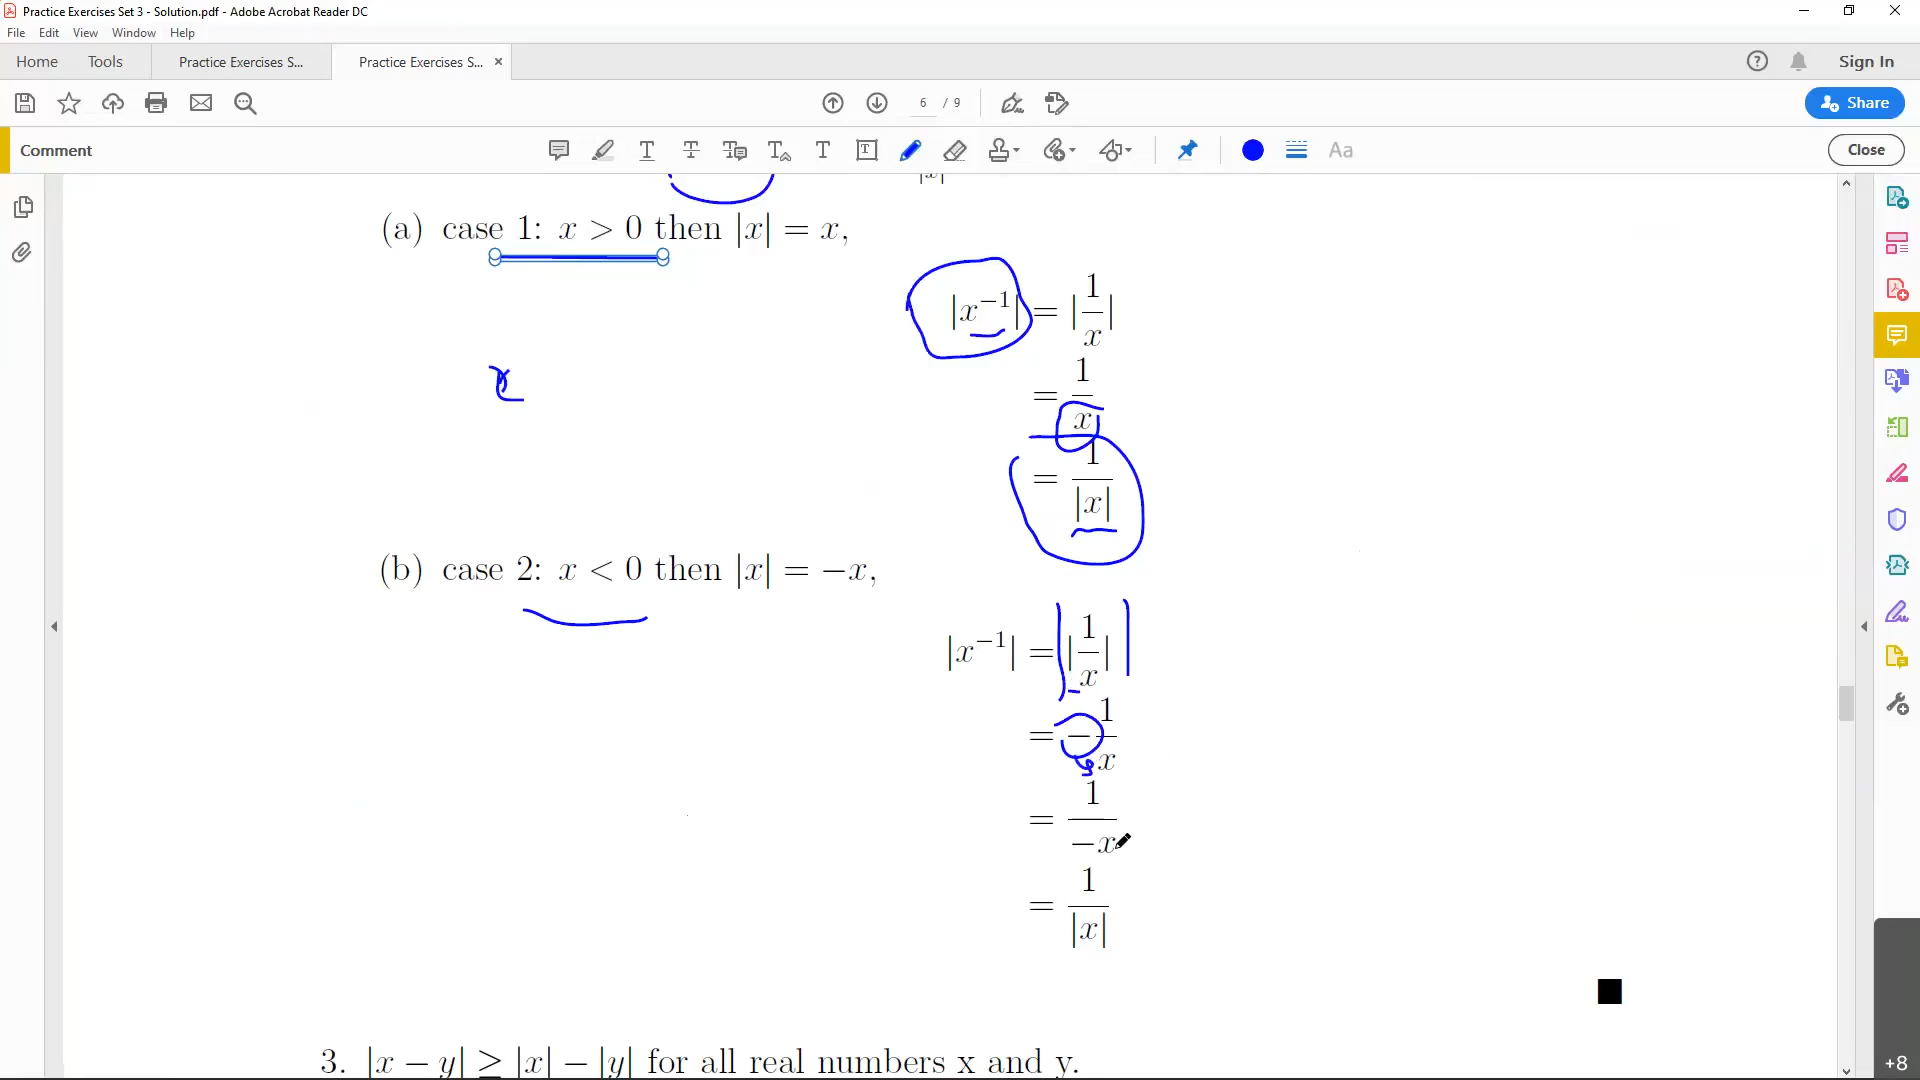 Practice Exercises Set 3 - Solution.pdf - Adobe Acrobat Reader DC
File Edit View Window Help
Home Tools Practice Exercises S... Practice Exercises S... × Sign In
6 / 9 Share
Comment Aa Close
(a) case 1: x > 0 then |x| = x,
|x⁻¹| = |1/x|
= 1/x
= 1/|x|
x
(b) case 2: x < 0 then |x| = −x,
|x⁻¹| = |1/x|
= −1/x
= 1/−x
= 1/|x|
■
3. |x − y| ≥ |x| − |y| for all real numbers x and y.
+8